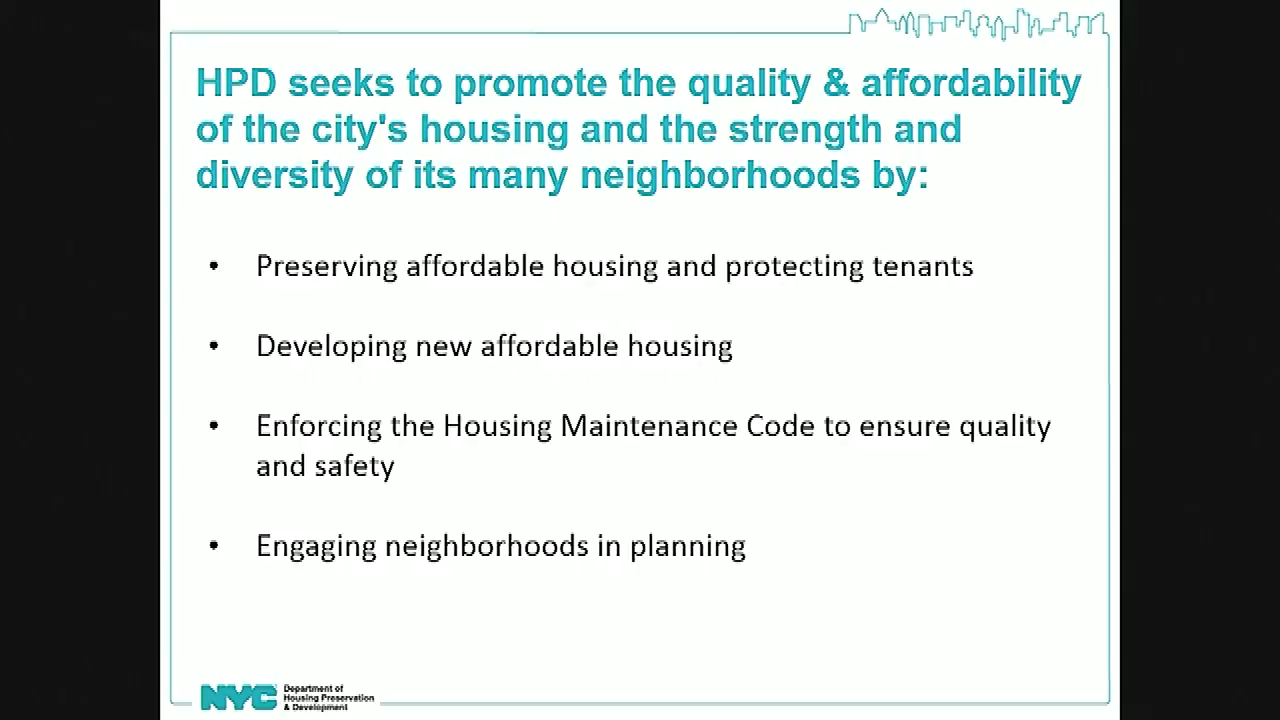 HPD seeks to promote the quality & affordability
of the city's housing and the strength and
diversity of its many neighborhoods by:
• Preserving affordable housing and protecting tenants
• Developing new affordable housing
• Enforcing the Housing Maintenance Code to ensure quality
and safety
• Engaging neighborhoods in planning
NYC
Department of
Housing Preservation
& Development